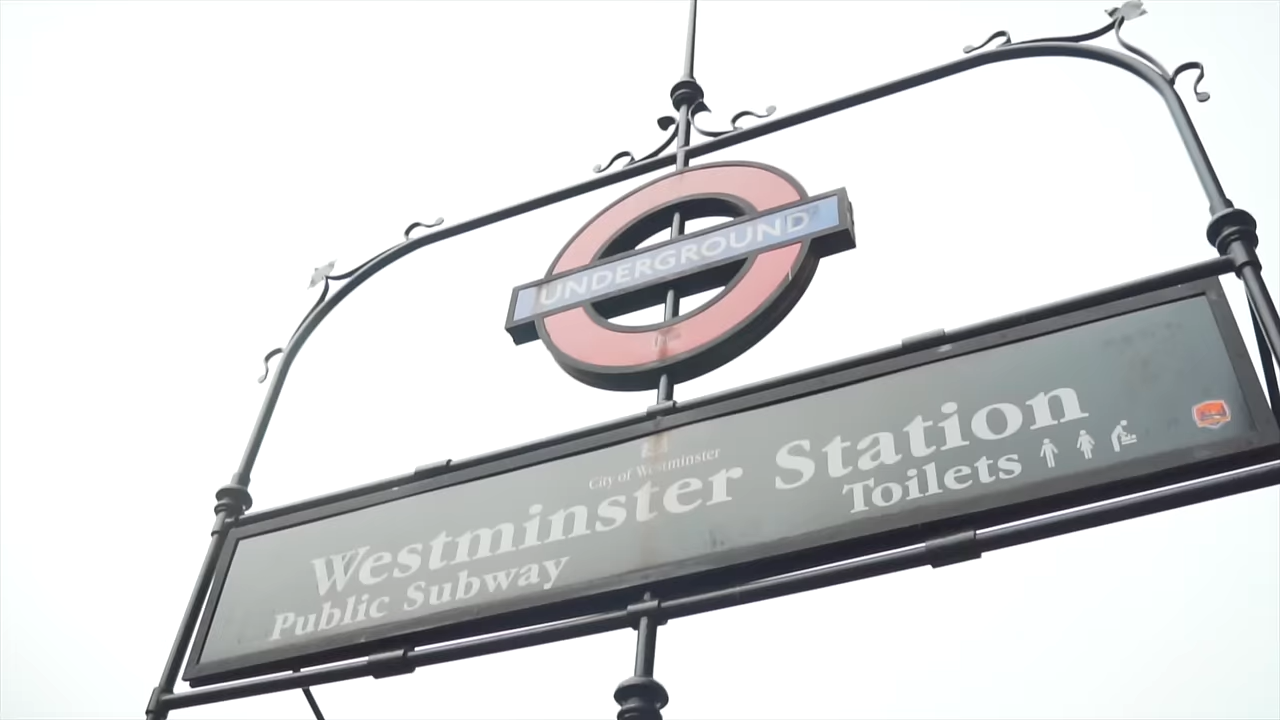 UNDERGROUND
City of Westminster
Westminster Station
Public Subway
Toilets